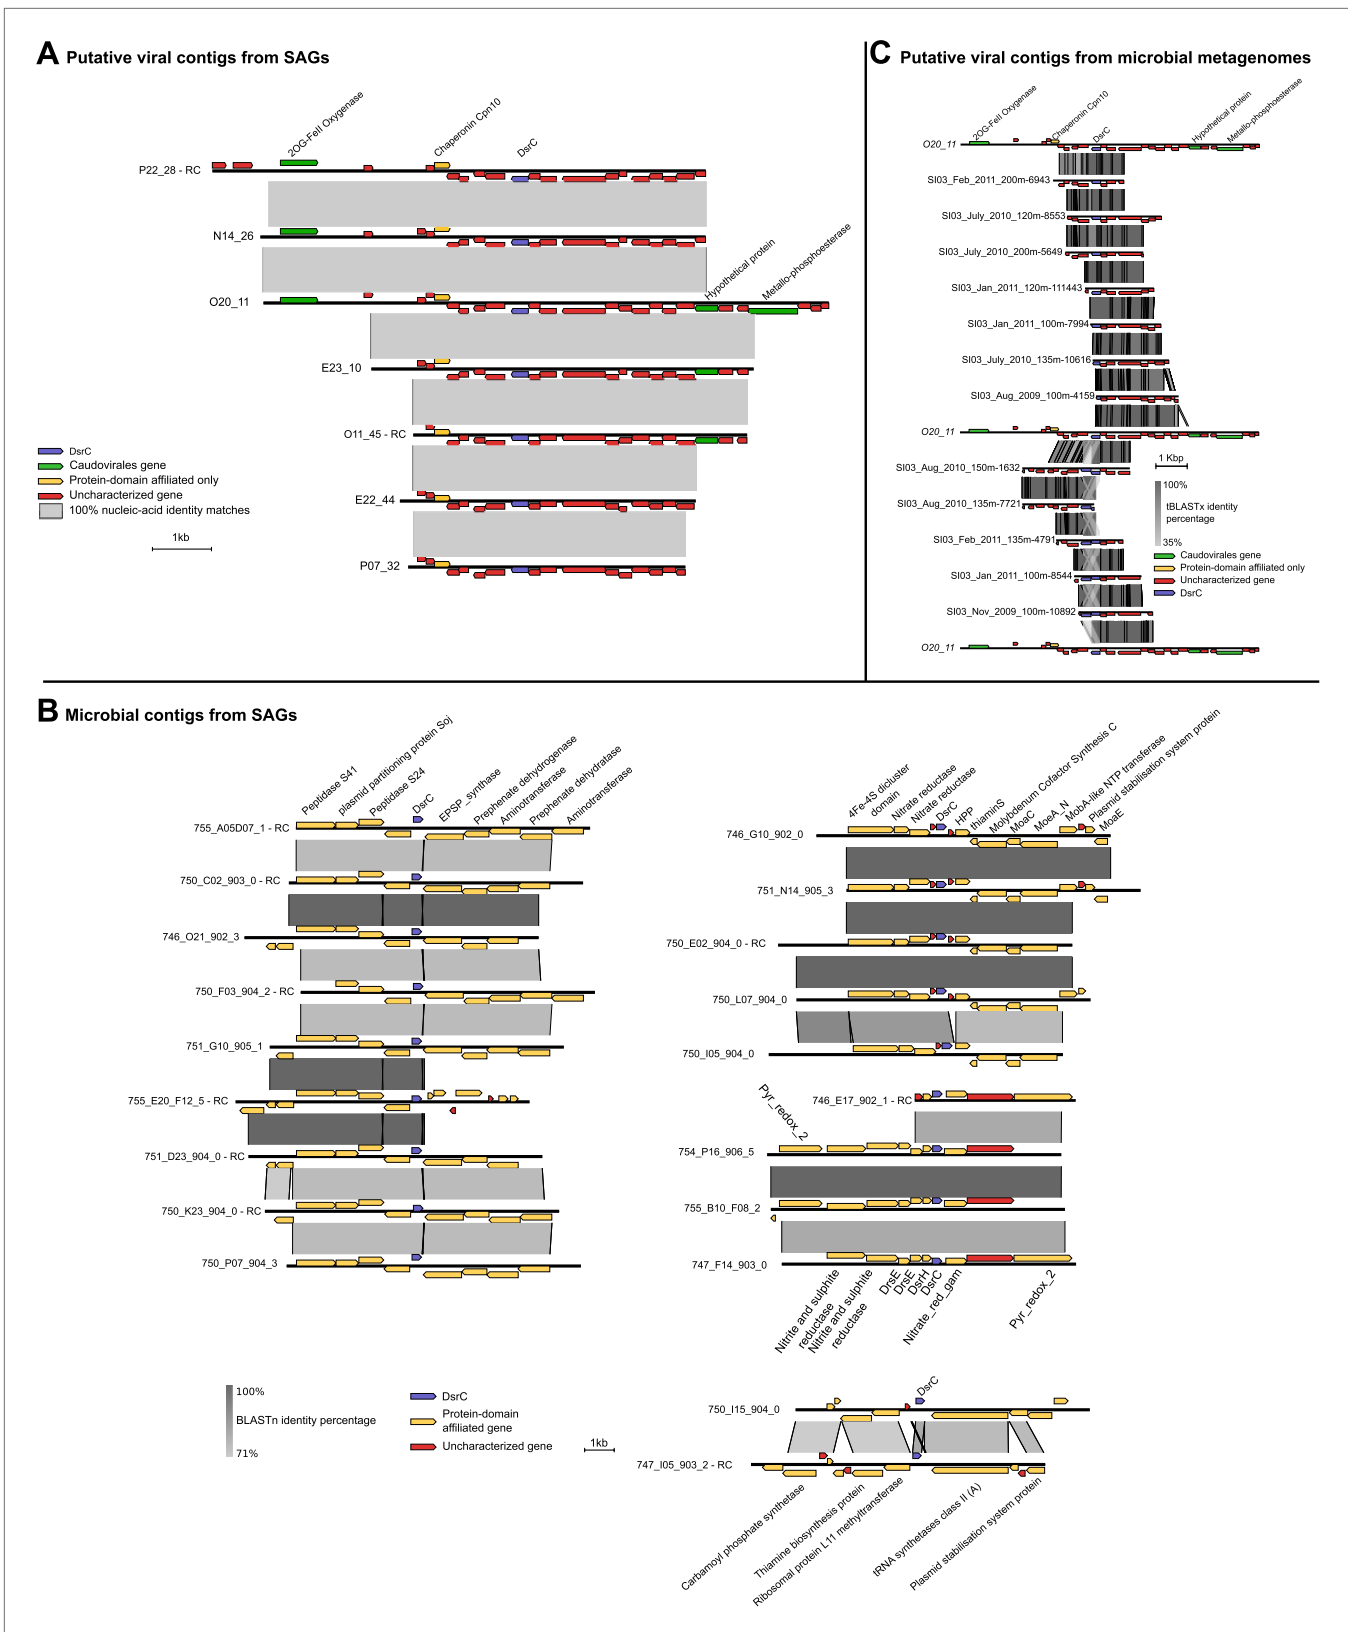 A Putative viral contigs from SAGs
2OG-FeII Oxygenase
Chaperonin Cpn10
DsrC
P22_28 - RC
N14_26
Hypothetical protein
Metallo-phosphoesterase
O20_11
E23_10
O11_45 - RC
E22_44
P07_32
DsrC
Caudovirales gene
Protein-domain affiliated only
Uncharacterized gene
100% nucleic-acid identity matches
1kb
C Putative viral contigs from microbial metagenomes
2OG-FeII Oxygenase
Chaperonin Cpn10
DsrC
Hypothetical protein
Metallo-phosphoesterase
O20_11
SI03_Feb_2011_200m-6943
SI03_July_2010_120m-8553
SI03_July_2010_200m-5649
SI03_Jan_2011_120m-111443
SI03_Jan_2011_100m-7994
SI03_July_2010_135m-10616
SI03_Aug_2009_100m-4159
O20_11
SI03_Aug_2010_150m-1632
SI03_Aug_2010_135m-7721
SI03_Feb_2011_135m-4791
SI03_Jan_2011_100m-8544
SI03_Nov_2009_100m-10892
O20_11
1 Kbp
100%
tBLASTx identity
percentage
35%
Caudovirales gene
Protein-domain affiliated only
Uncharacterized gene
DsrC
B Microbial contigs from SAGs
Peptidase S41
plasmid partitioning protein Soj
Peptidase S24
DsrC
EPSP_synthase
Prephenate dehydrogenase
Aminotransferase
Prephenate dehydratase
Aminotransferase
755_A05D07_1 - RC
750_C02_903_0 - RC
746_O21_902_3
750_F03_904_2 - RC
751_G10_905_1
755_E20_F12_5 - RC
751_D23_904_0 - RC
750_K23_904_0 - RC
750_P07_904_3
4Fe-4S dicluster
domain
Nitrate reductase
Nitrate reductase
DsrC
HPP
thiaminS
Molybdenum Cofactor Synthesis C
MoaC
MoeA_N
MobA-like NTP transferase
Plasmid stabilisation system protein
MoaE
746_G10_902_0
751_N14_905_3
750_E02_904_0 - RC
750_L07_904_0
750_I05_904_0
Pyr_redox_2
746_E17_902_1 - RC
754_P16_906_5
755_B10_F08_2
747_F14_903_0
Nitrite and sulphite
reductase
Nitrite and sulphite
reductase
DrsE
DrsE
DsrH
DsrC
Nitrate_red_gam
Pyr_redox_2
100%
BLASTn identity percentage
71%
DsrC
Protein-domain
affiliated gene
Uncharacterized gene
1kb
DsrC
750_I15_904_0
747_I05_903_2 - RC
Carbamoyl phosphate synthetase
Thiamine biosynthesis protein
Ribosomal protein L11 methyltransferase
tRNA synthetases class II (A)
Plasmid stabilisation system protein